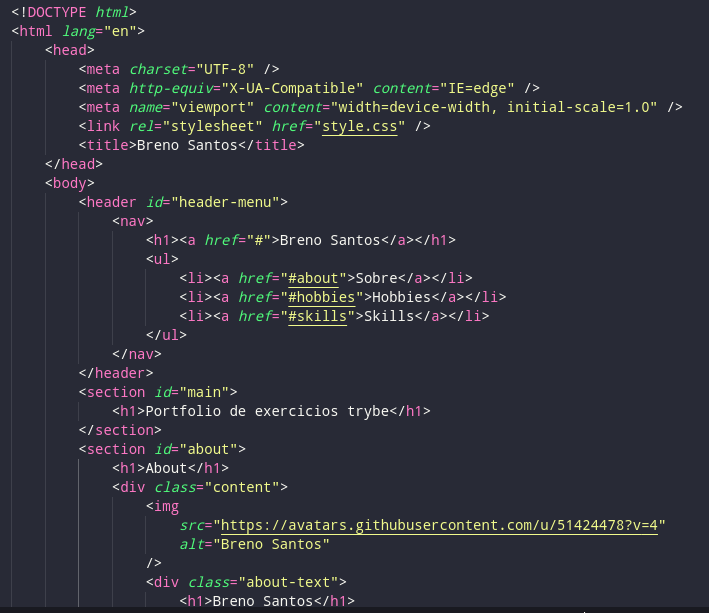 <!DOCTYPE html>
<html lang="en">
<head>
<meta charset="UTF-8" />
<meta http-equiv="X-UA-Compatible" content="IE=edge" />
<meta name="viewport" content="width=device-width, initial-scale=1.0" />
<link rel="stylesheet" href="style.css" />
<title>Breno Santos</title>
</head>
<body>
<header id="header-menu">
<nav>
<h1><a href="#">Breno Santos</a></h1>
<ul>
<li><a href="#about">Sobre</a></li>
<li><a href="#hobbies">Hobbies</a></li>
<li><a href="#skills">Skills</a></li>
</ul>
</nav>
</header>
<section id="main">
<h1>Portfolio de exercicios trybe</h1>
</section>
<section id="about">
<h1>About</h1>
<div class="content">
<img
src="https://avatars.githubusercontent.com/u/51424478?v=4"
alt="Breno Santos"
/>
<div class="about-text">
<h1>Breno Santos</h1>